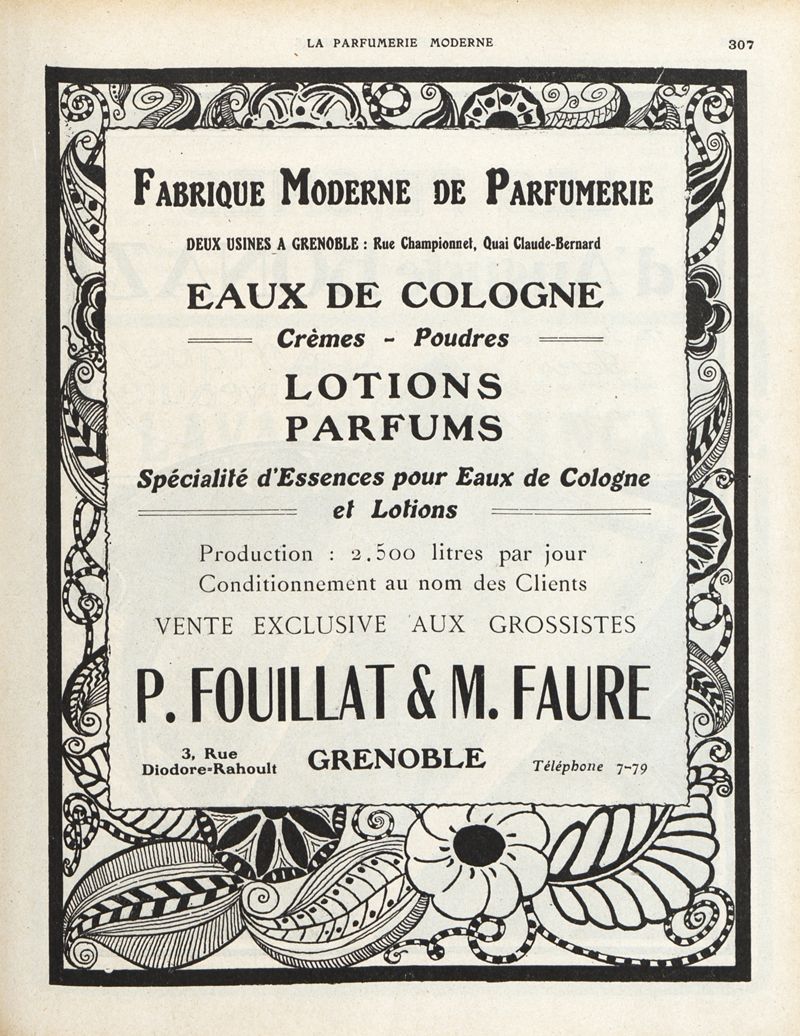 LA PARFUMERIE MODERNE
307
FABRIQUE MODERNE DE PARFUMERIE
DEUX USINES A GRENOBLE : Rue Championnet, Quai Claude-Bernard
EAUX DE COLOGNE
Crèmes - Poudres
LOTIONS
PARFUMS
Spécialité d'Essences pour Eaux de Cologne
et Lotions
Production : 2.500 litres par jour
Conditionnement au nom des Clients
VENTE EXCLUSIVE AUX GROSSISTES
P. FOUILLAT & M. FAURE
3, Rue
Diodore-Rahoult
GRENOBLE
Téléphone 7-79